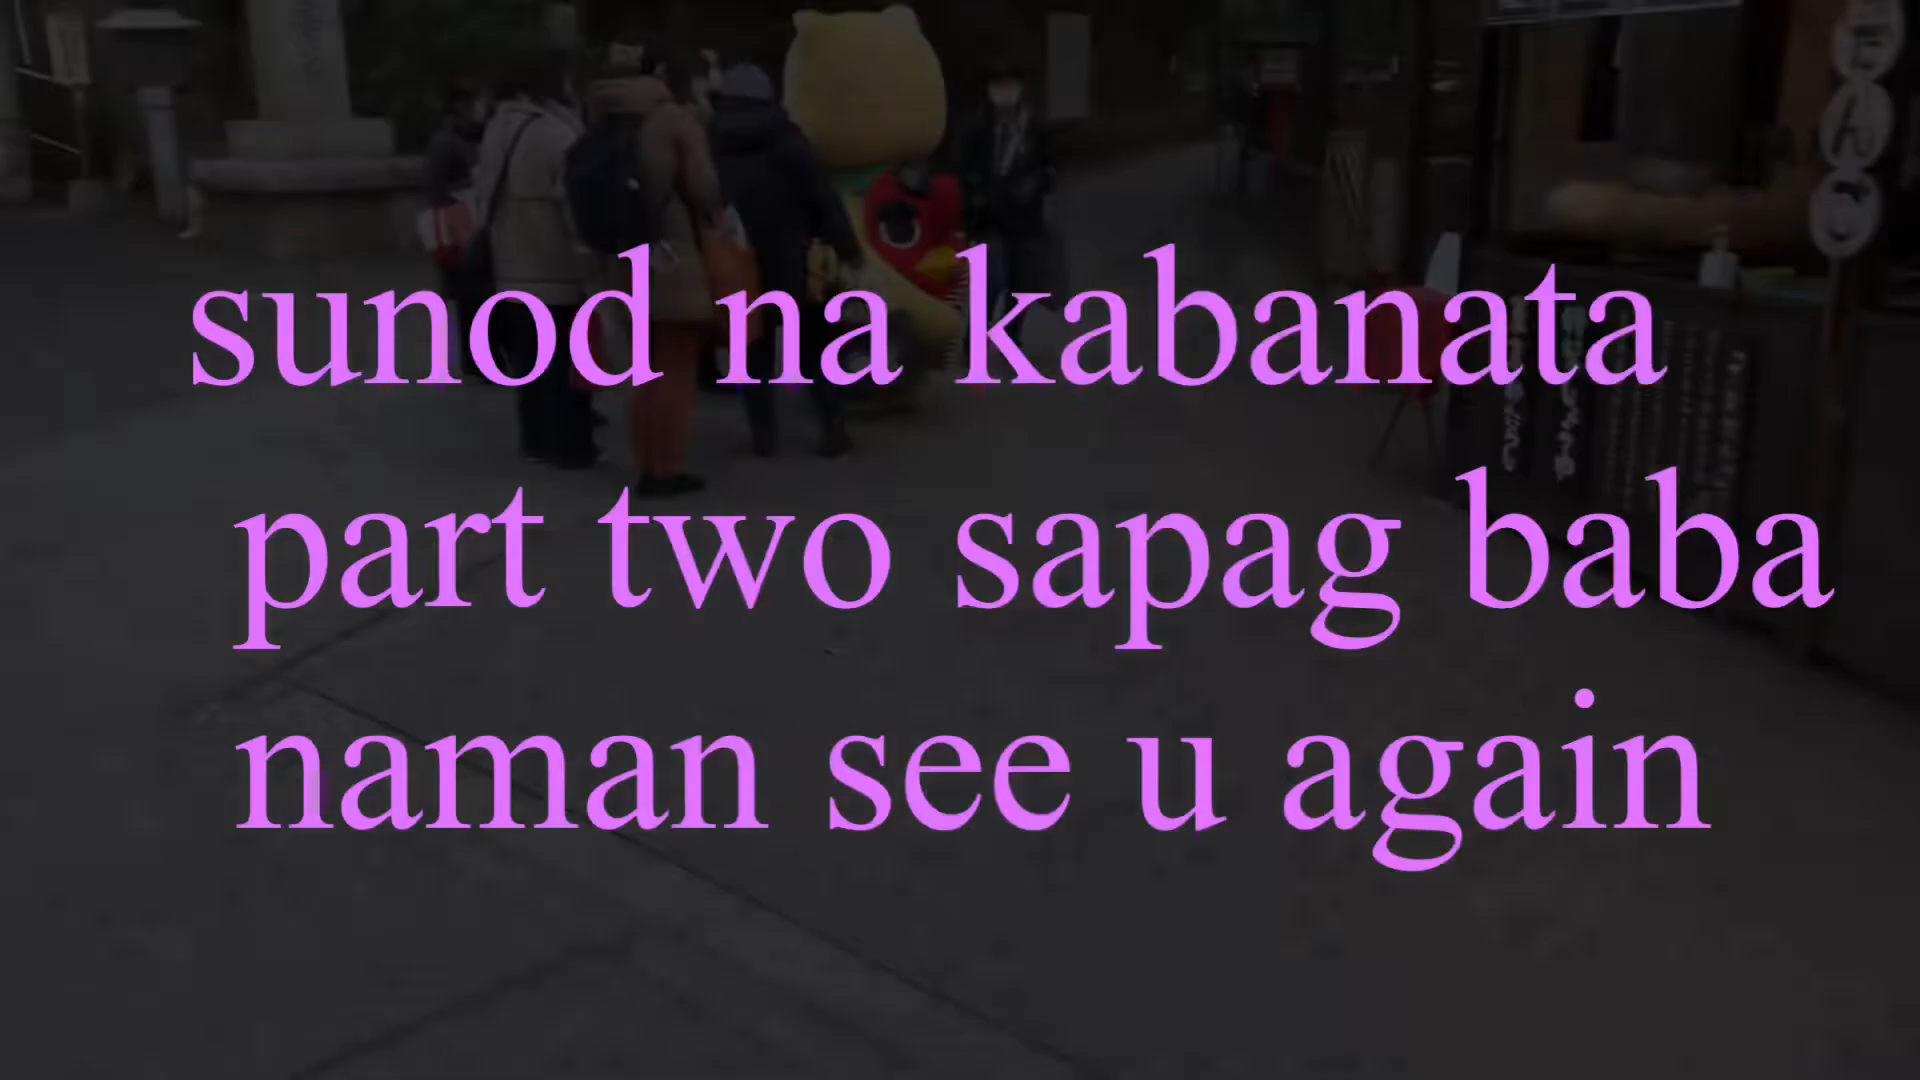 sunod na kabanata
part two sapag baba
naman see u again